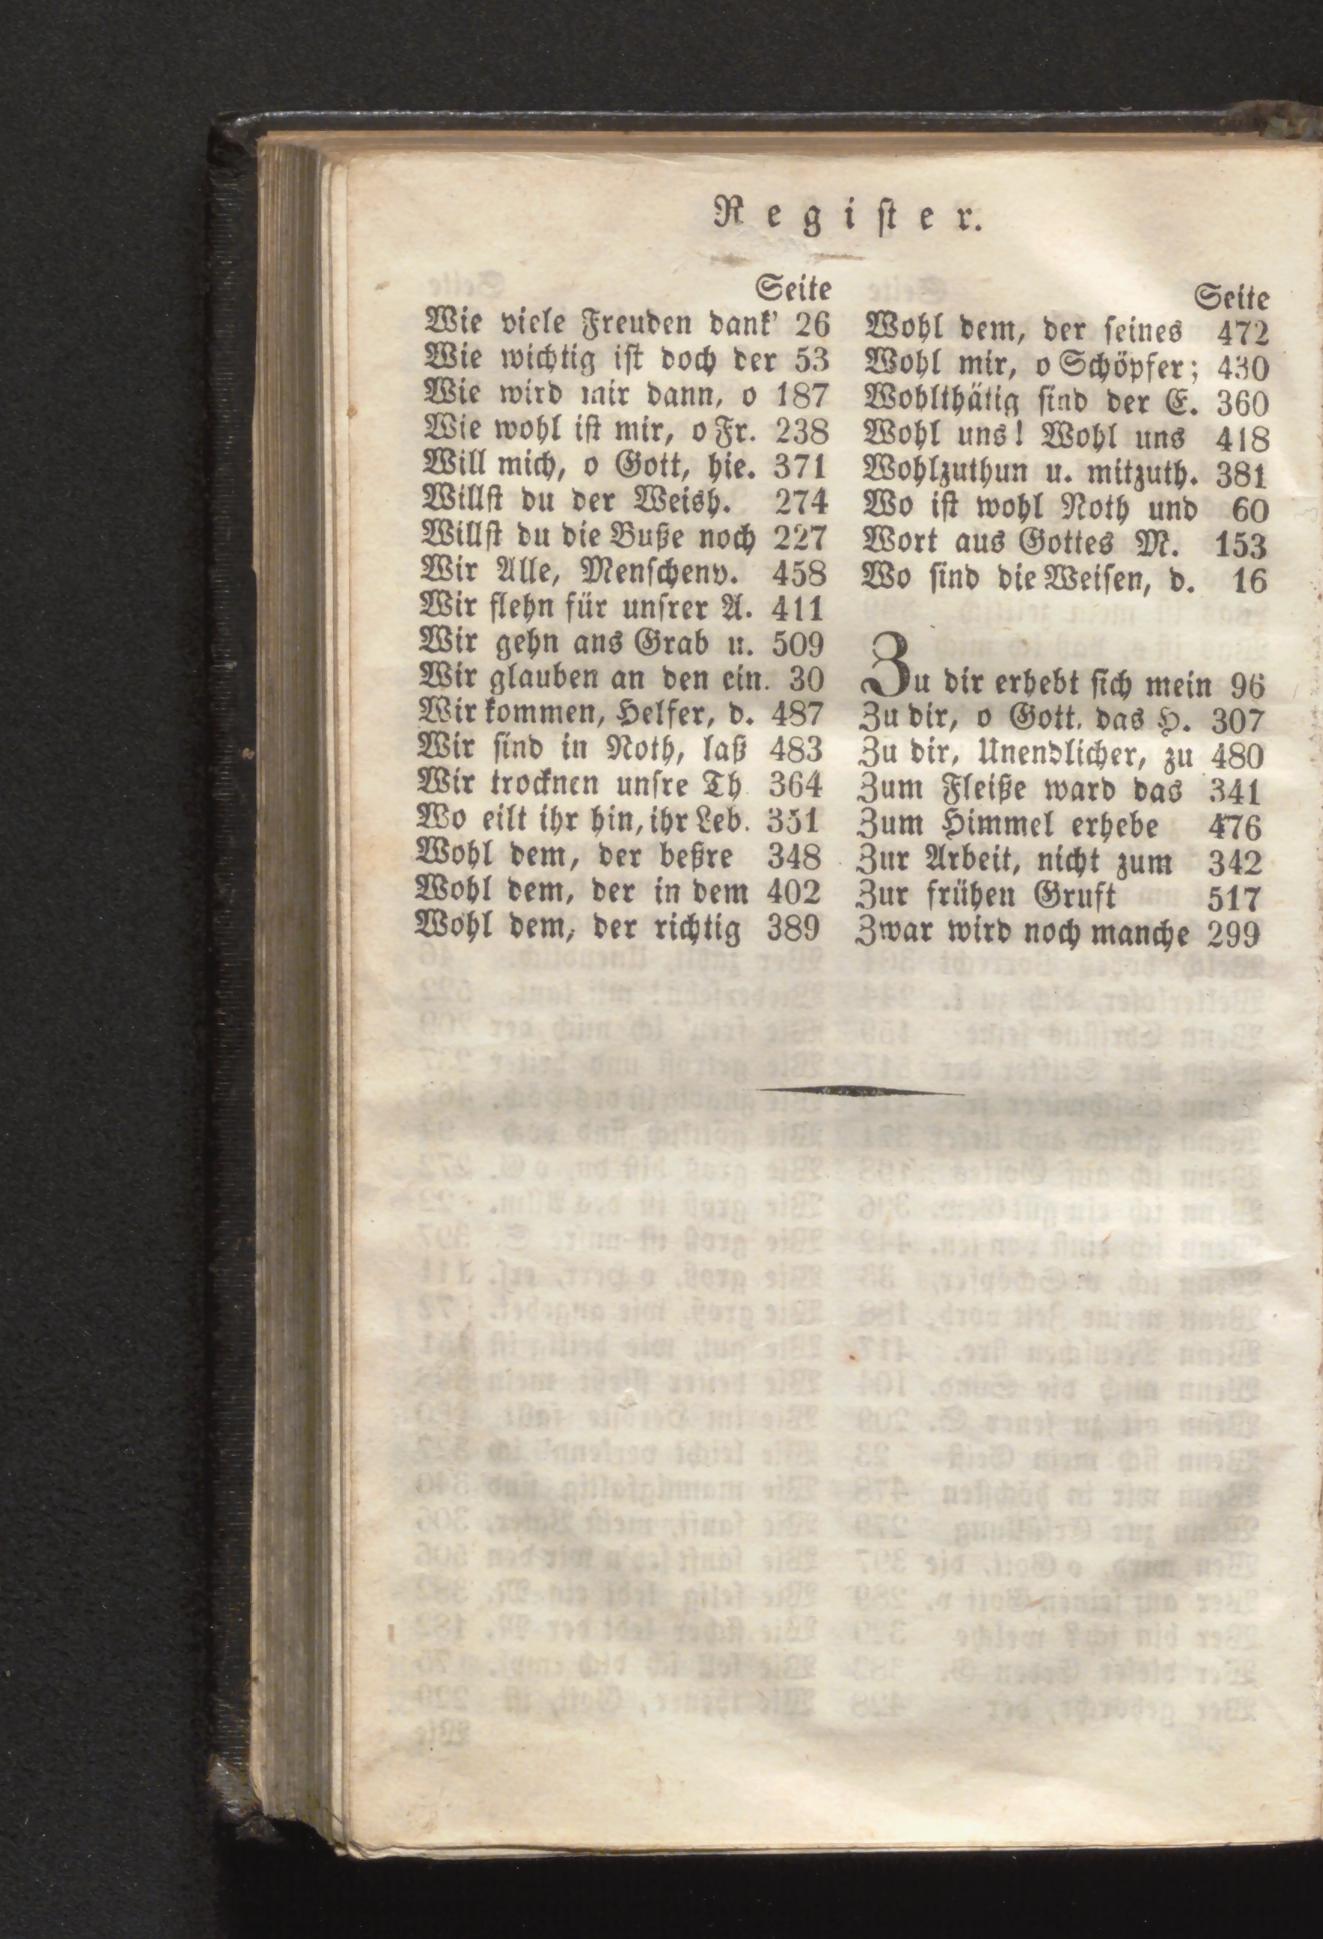 Register.
Seite
Wie viele Freuden dank' 26
Wie wichtig ist doch der 53
Wie wird mir dann, o 187
Wie wohl ist mir, o Fr. 238
Will mich, o Gott, hie. 371
Willst du der Weish. 274
Willst du die Buße noch 227
Wir Alle, Menschenv. 458
Wir flehn für unsrer A. 411
Wir gehn ans Grab u. 509
Wir glauben an den ein. 30
Wir kommen, Helfer, d. 487
Wir sind in Noth, laß 483
Wir trocknen unsre Th 364
Wo eilt ihr hin, ihr Leb. 351
Wohl dem, der beßre 348
Wohl dem, der in dem 402
Wohl dem, der richtig 389
Seite
Wohl dem, der seines 472
Wohl mir, o Schöpfer; 430
Wohlthätig sind der E. 360
Wohl uns! Wohl uns 418
Wohlzuthun u. mitzuth. 381
Wo ist wohl Noth und 60
Wort aus Gottes M. 153
Wo sind die Weisen, d. 16
Zu dir erhebt sich mein 96
Zu dir, o Gott, das H. 307
Zu dir, Unendlicher, zu 480
Zum Fleiße ward das 341
Zum Himmel erhebe 476
Zur Arbeit, nicht zum 342
Zur frühen Gruft 517
Zwar wird noch manche 299